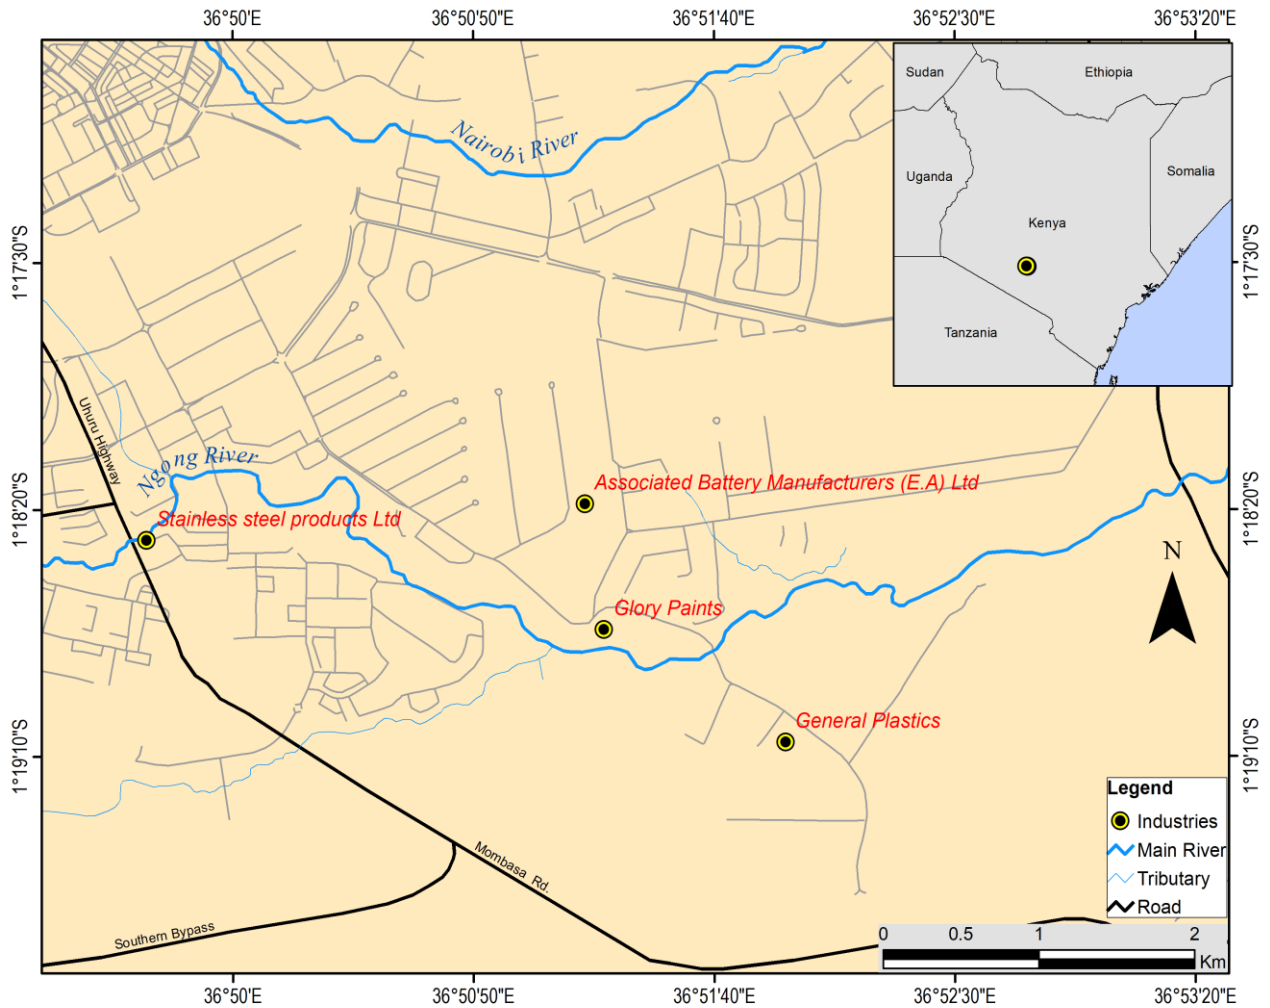 36°50'E
36°50'50"E
36°51'40"E
36°52'30"E
36°53'20"E
Sudan
Ethiopia
Uganda
Somalia
Kenya
Tanzania
Nairobi River
1°17'30"S
1°17'30"S
Uhuru Highway
Ngong River
Associated Battery Manufacturers (E.A) Ltd
Stainless steel products Ltd
1°18'20"S
1°18'20"S
N
Glory Paints
General Plastics
1°19'10"S
1°19'10"S
Legend
Industries
Main River
Tributary
Road
Mombasa Rd.
Southern Bypass
0 0.5 1 2
Km
36°50'E
36°50'50"E
36°51'40"E
36°52'30"E
36°53'20"E